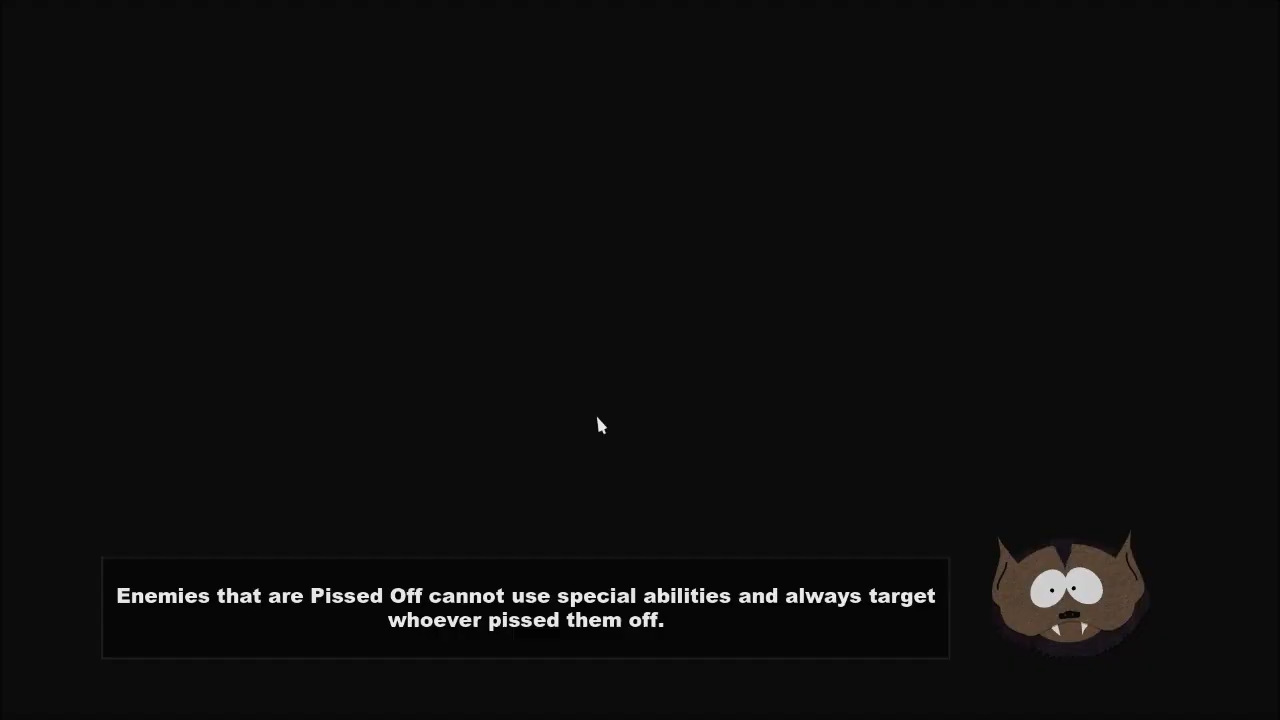 Enemies that are Pissed Off cannot use special abilities and always target
whoever pissed them off.